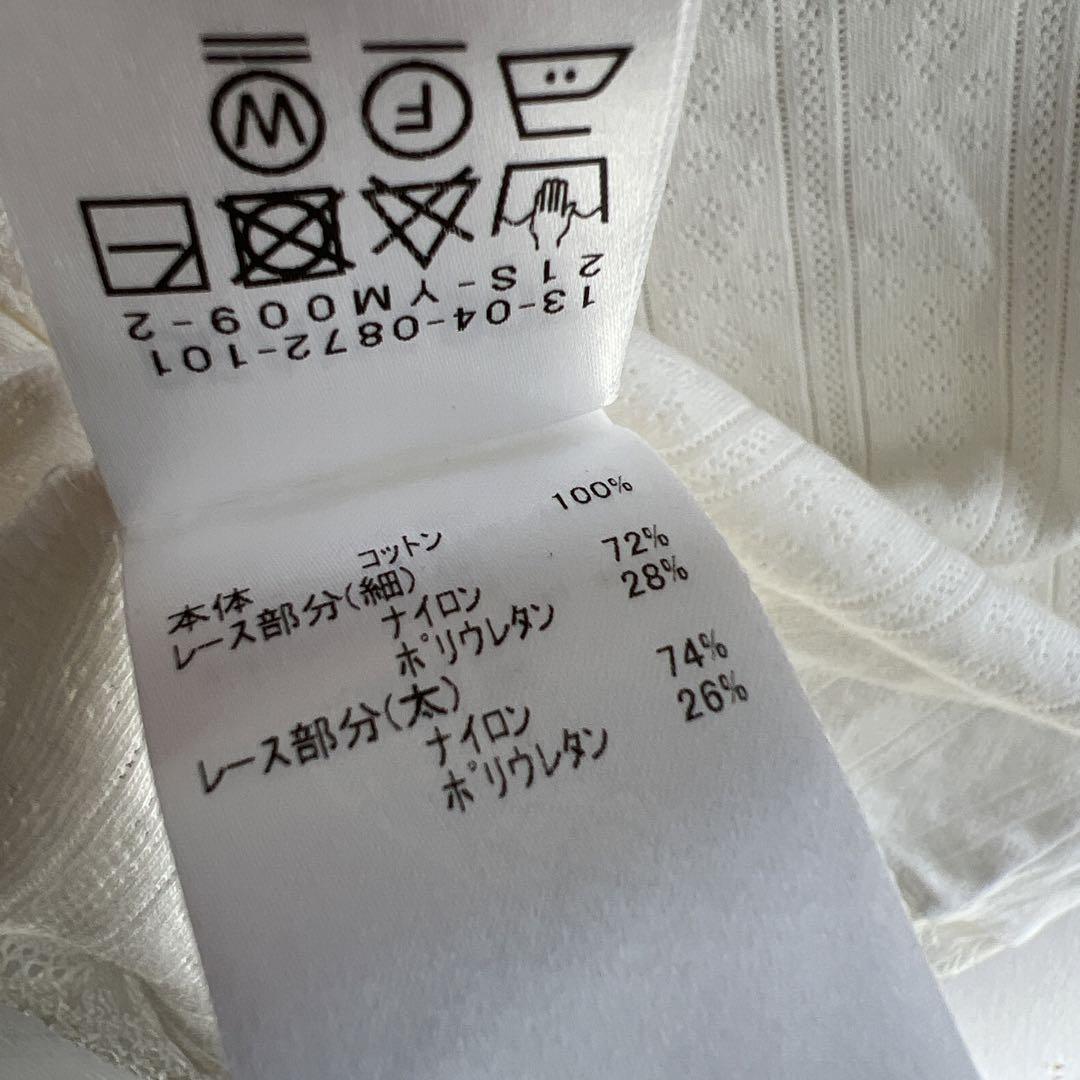 13-04-0872-101
21S-YM009-2
F W
本体 コットン 100%
レース部分(細)
ナイロン 72%
ポリウレタン 28%
レース部分(太)
ナイロン 74%
ポリウレタン 26%